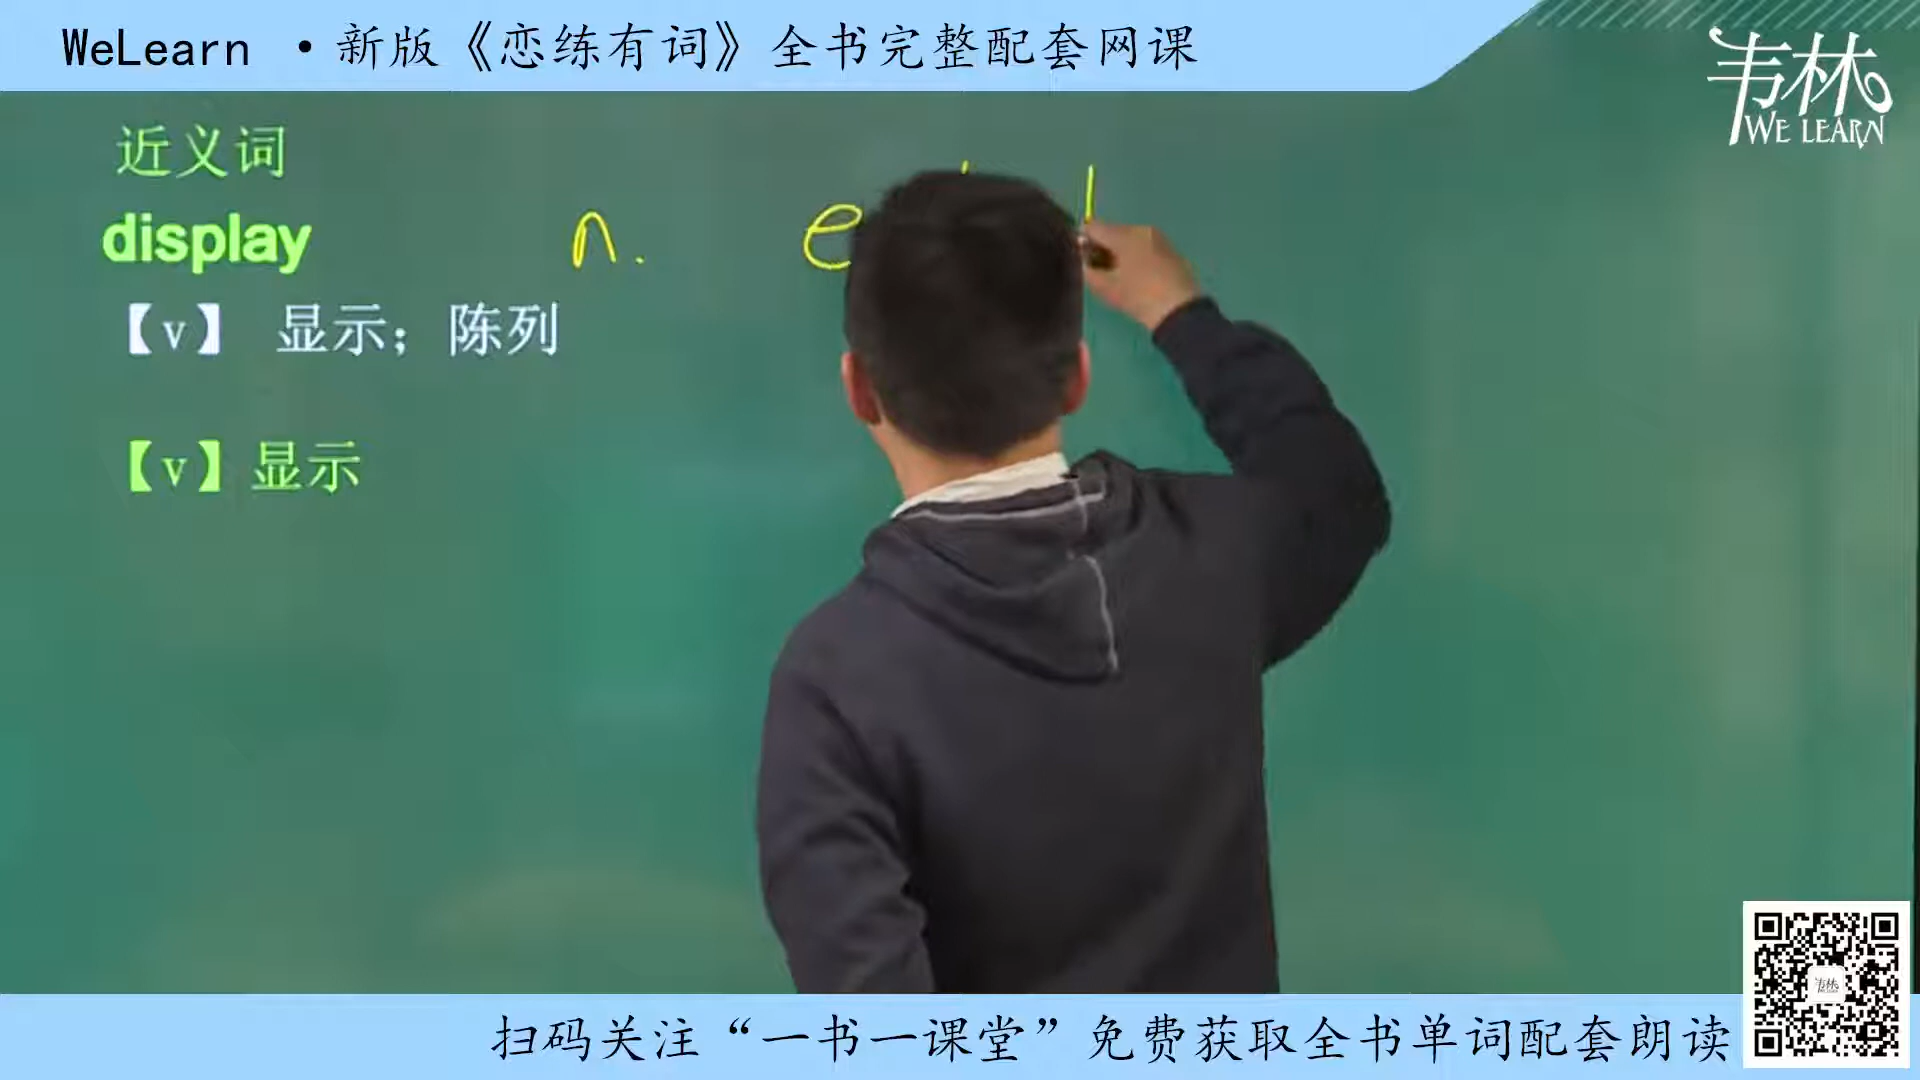 WeLearn ·新版《恋练有词》全书完整配套网课
韦林
WE LEARN
近义词
display n.
【v】 显示；陈列
【v】显示
扫码关注“一书一课堂”免费获取全书单词配套朗读